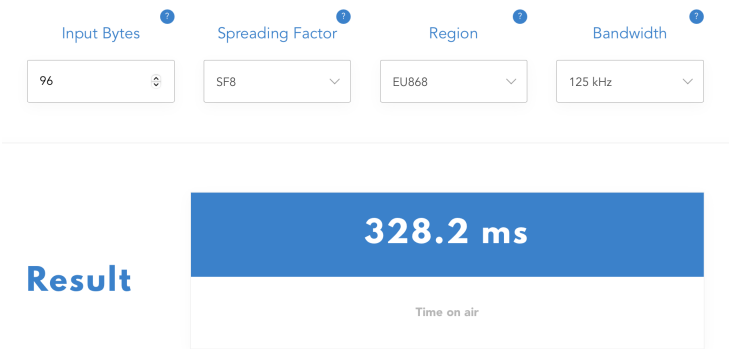 ? ? ? ?
Input Bytes Spreading Factor Region Bandwidth
96 SF8 EU868 125 kHz
328.2 ms
Result
Time on air